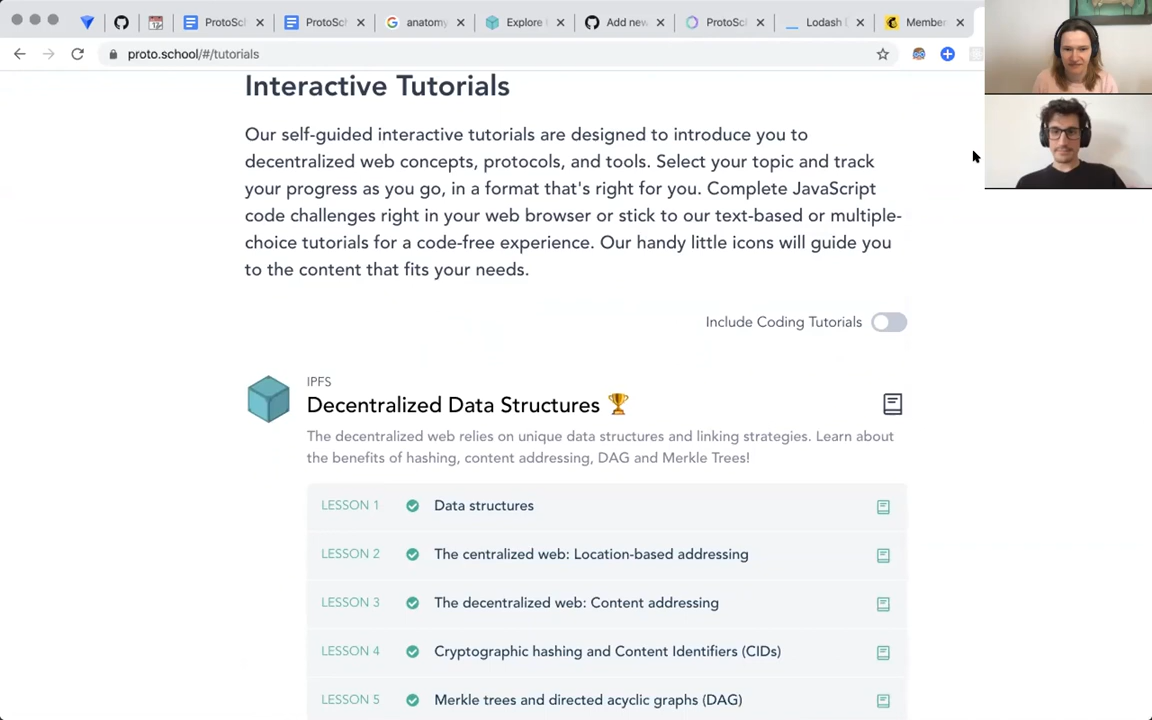 ProtoSch
ProtoSch
anatomy
Explore
Add new
ProtoSc
Lodash
Member
proto.school/#/tutorials
Interactive Tutorials
Our self-guided interactive tutorials are designed to introduce you to
decentralized web concepts, protocols, and tools. Select your topic and track
your progress as you go, in a format that's right for you. Complete JavaScript
code challenges right in your web browser or stick to our text-based or multiple-
choice tutorials for a code-free experience. Our handy little icons will guide you
to the content that fits your needs.
Include Coding Tutorials
IPFS
Decentralized Data Structures 🏆
The decentralized web relies on unique data structures and linking strategies. Learn about
the benefits of hashing, content addressing, DAG and Merkle Trees!
LESSON 1 Data structures
LESSON 2 The centralized web: Location-based addressing
LESSON 3 The decentralized web: Content addressing
LESSON 4 Cryptographic hashing and Content Identifiers (CIDs)
LESSON 5 Merkle trees and directed acyclic graphs (DAG)